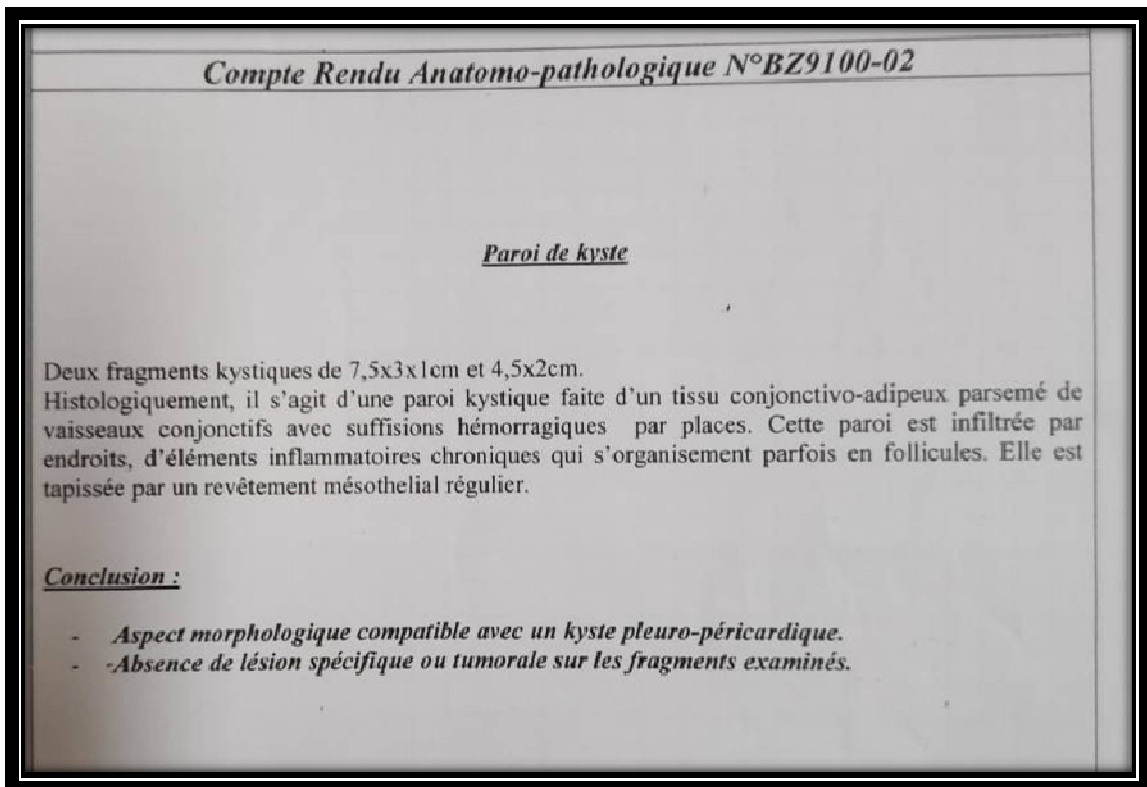 Compte Rendu Anatomo-pathologique N°BZ9100-02
Paroi de kyste
Deux fragments kystiques de 7,5x3x1cm et 4,5x2cm.
Histologiquement, il s'agit d'une paroi kystique faite d'un tissu conjonctivo-adipeux parsemé de
vaisseaux conjonctifs avec suffisions hémorragiques par places. Cette paroi est infiltrée par
endroits, d'éléments inflammatoires chroniques qui s'organisement parfois en follicules. Elle est
tapissée par un revêtement mésothelial régulier.
Conclusion :
- Aspect morphologique compatible avec un kyste pleuro-péricardique.
- -Absence de lésion spécifique ou tumorale sur les fragments examinés.